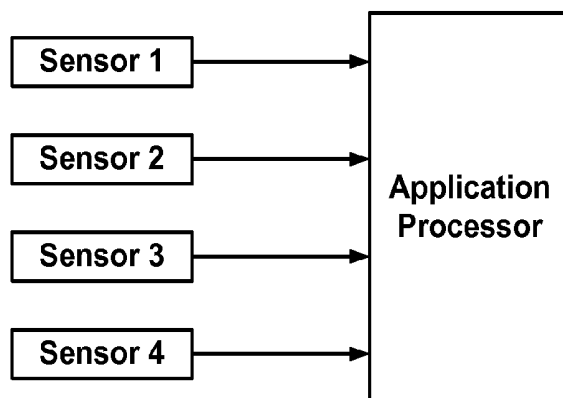 Sensor 1
Sensor 2
Sensor 3
Sensor 4
Application
Processor